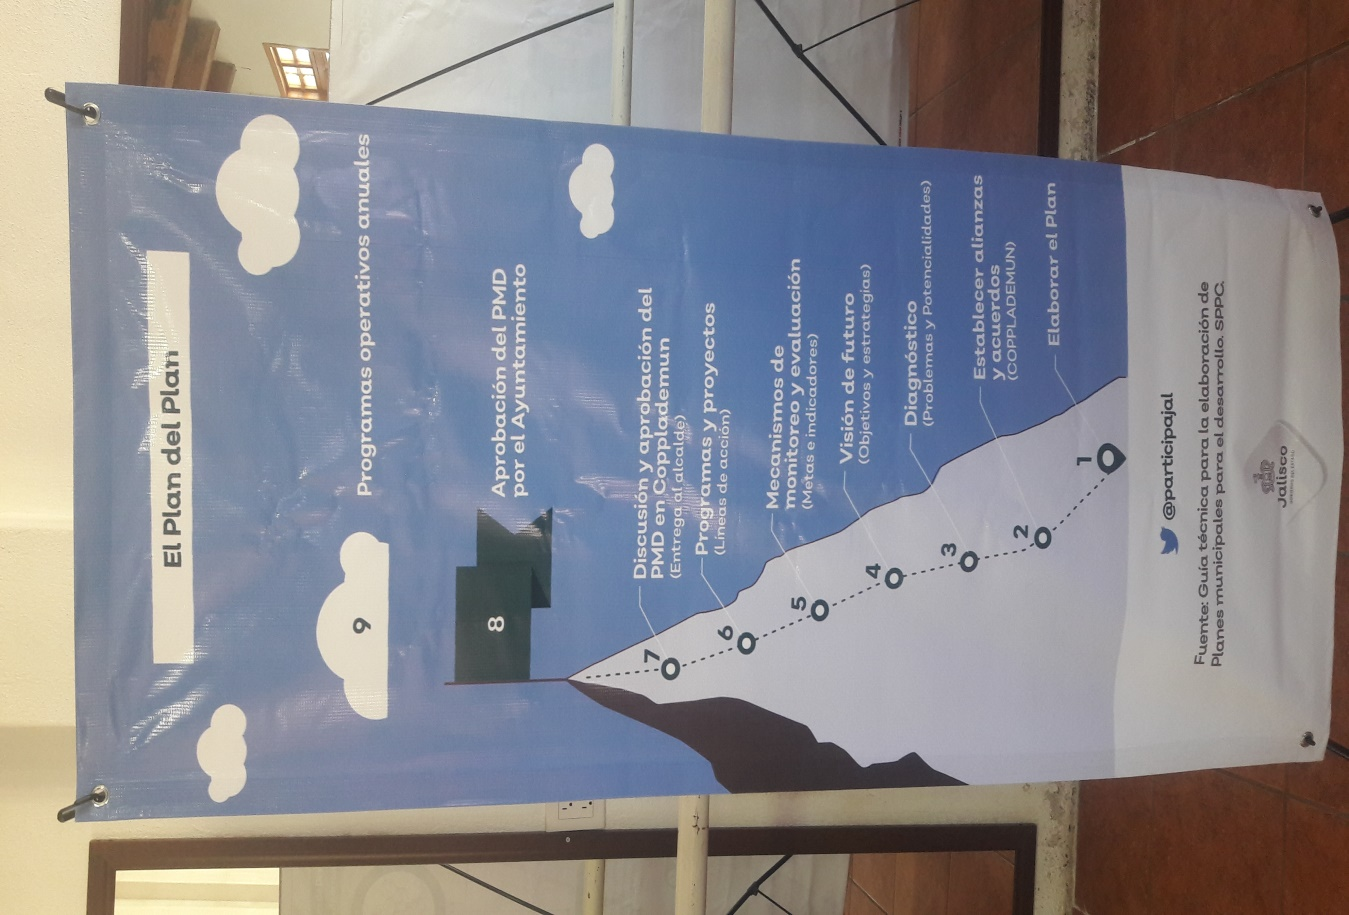 El Plan del Plan
9
Programas operativos anuales
8
Aprobación del PMD
por el Ayuntamiento
7
Discusión y aprobación del
PMD en Copplademun
(Entrega al alcalde)
6
Programas y proyectos
(Líneas de acción)
5
Mecanismos de
monitoreo y evaluación
(Metas e indicadores)
4
Visión de futuro
(Objetivos y estrategias)
3
Diagnóstico
(Problemas y Potencialidades)
2
Establecer alianzas
y acuerdos
(COPPLADEMUN)
1
Elaborar el Plan
@participajal
Fuente: Guía técnica para la elaboración de
Planes municipales para el desarrollo. SPPC.
Jalisco